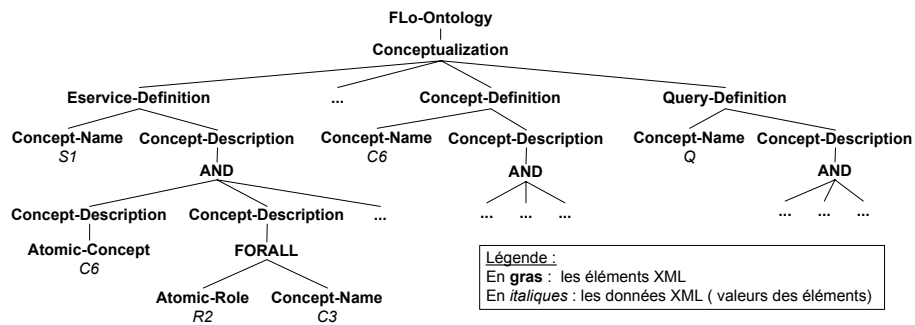 FLo-Ontology
Conceptualization
Eservice-Definition ... Concept-Definition Query-Definition
Concept-Name Concept-Description Concept-Name Concept-Description Concept-Name Concept-Description
S1 C6 Q
AND AND AND
Concept-Description Concept-Description ... ... ... ... ... ... ...
Atomic-Concept FORALL
C6
Atomic-Role Concept-Name
R2 C3
Légende :
En gras : les éléments XML
En italiques : les données XML ( valeurs des éléments)